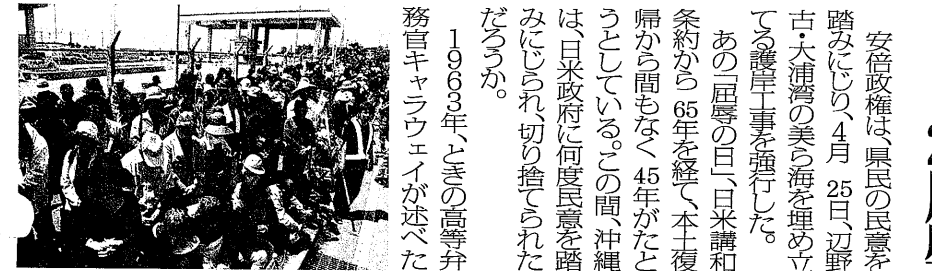 安倍政権は、県民の民意を
踏みにじり、4月 25日、辺野
古・大浦湾の美ら海を埋め立
てる護岸工事を強行した。
あの「屈辱の日」、日米講和
条約から 65年を経て、本土復
帰から間もなく 45年がたと
うとしている。この間、沖縄
は、日米政府に何度民意を踏
みにじられ、切り捨てられた
だろうか。
1963年、ときの高等弁
務官キャラウェイが述べた